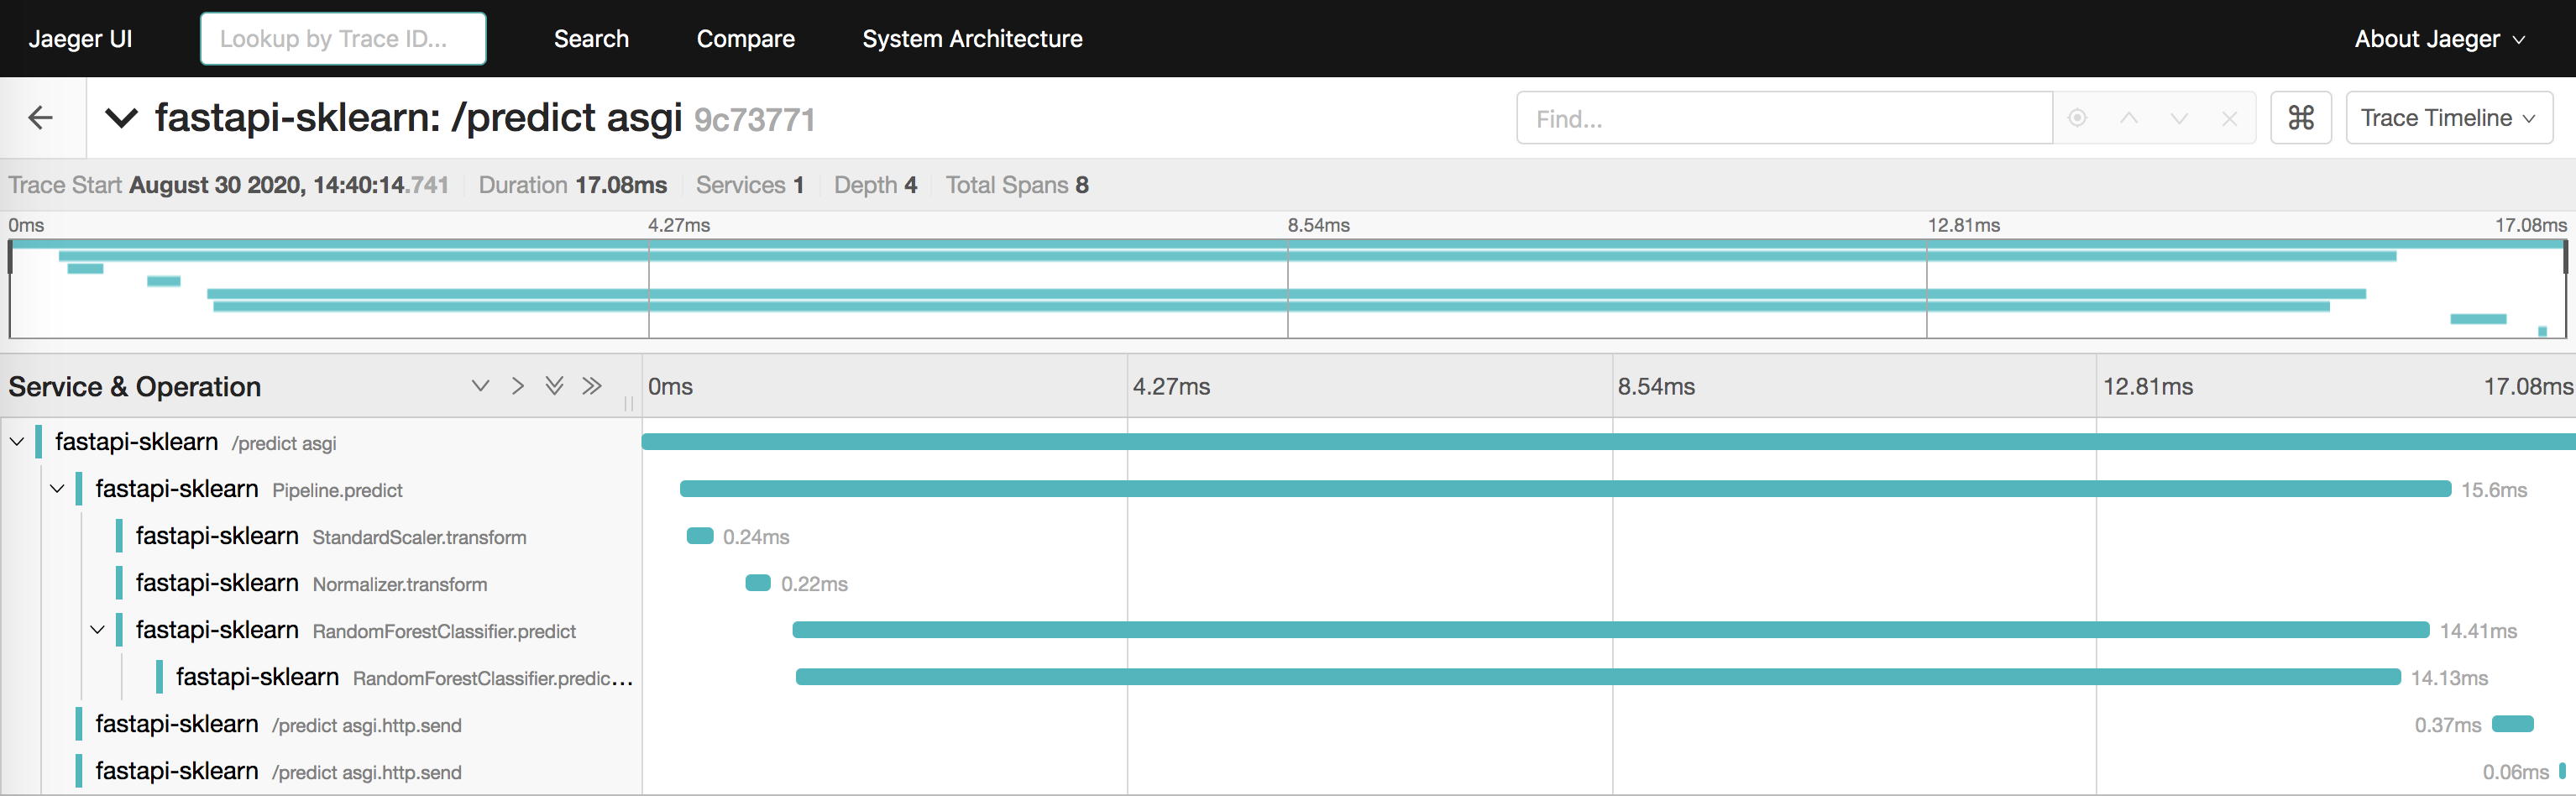 Jaeger UI Lookup by Trace ID... Search Compare System Architecture About Jaeger
fastapi-sklearn: /predict asgi 9c73771 Find... ⌘ Trace Timeline
Trace Start August 30 2020, 14:40:14.741 Duration 17.08ms Services 1 Depth 4 Total Spans 8
0ms 4.27ms 8.54ms 12.81ms 17.08ms
Service & Operation 0ms 4.27ms 8.54ms 12.81ms 17.08ms
fastapi-sklearn /predict asgi
fastapi-sklearn Pipeline.predict 15.6ms
fastapi-sklearn StandardScaler.transform 0.24ms
fastapi-sklearn Normalizer.transform 0.22ms
fastapi-sklearn RandomForestClassifier.predict 14.41ms
fastapi-sklearn RandomForestClassifier.predic... 14.13ms
fastapi-sklearn /predict asgi.http.send 0.37ms
fastapi-sklearn /predict asgi.http.send 0.06ms